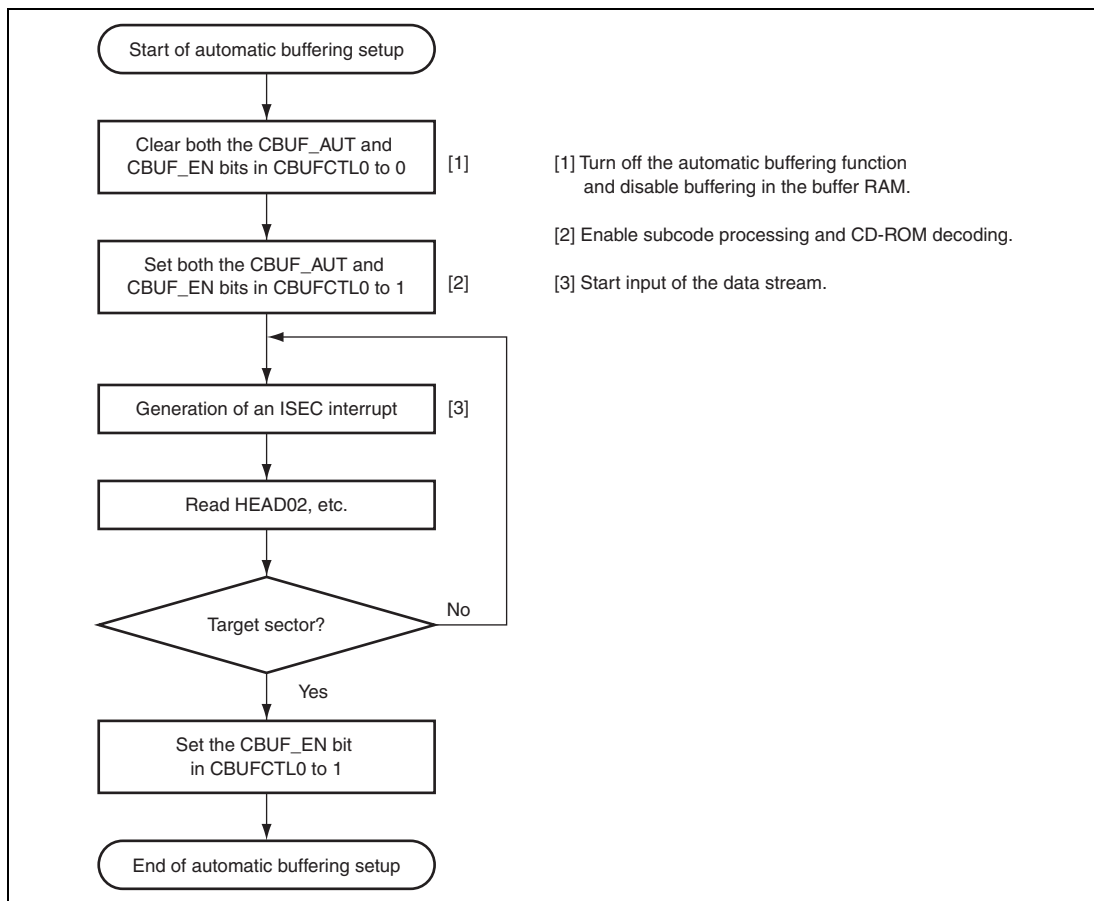 Start of automatic buffering setup
Clear both the CBUF_AUT and
CBUF_EN bits in CBUFCTL0 to 0
[1]
[1] Turn off the automatic buffering function
and disable buffering in the buffer RAM.
[2] Enable subcode processing and CD-ROM decoding.
Set both the CBUF_AUT and
CBUF_EN bits in CBUFCTL0 to 1
[2]
[3] Start input of the data stream.
Generation of an ISEC interrupt
[3]
Read HEAD02, etc.
Target sector?
No
Yes
Set the CBUF_EN bit
in CBUFCTL0 to 1
End of automatic buffering setup